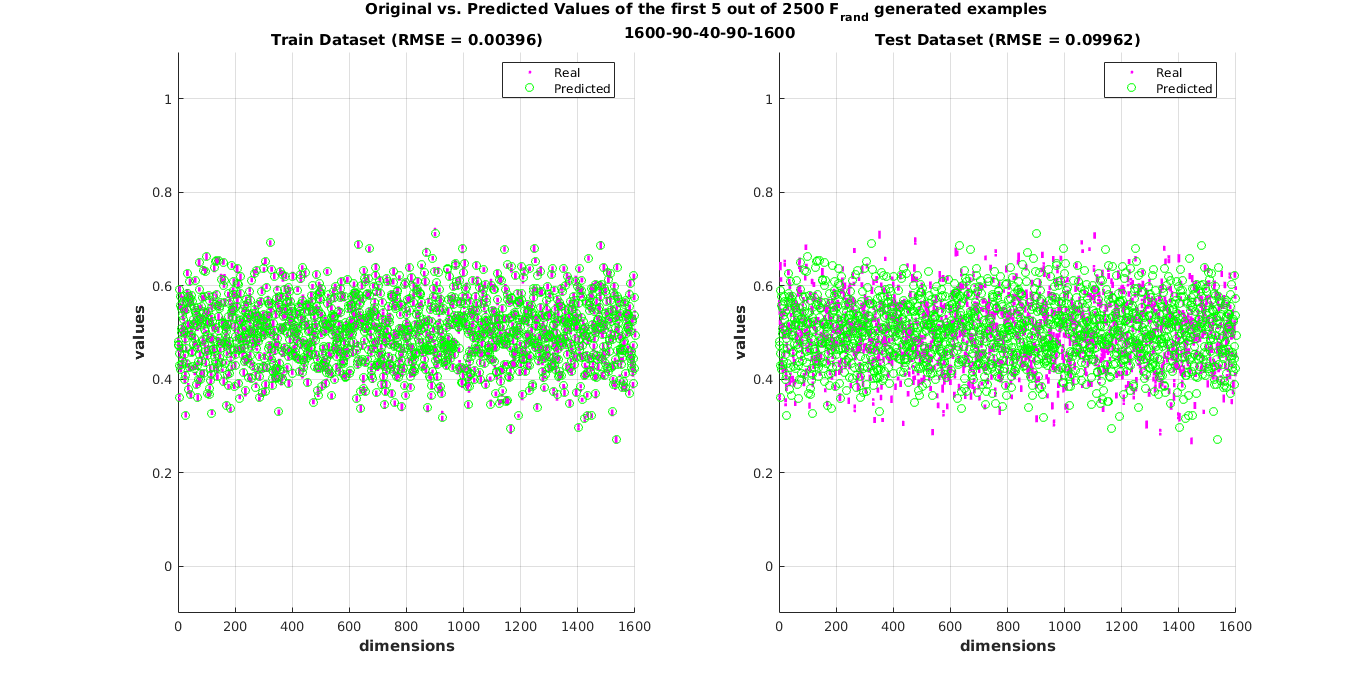 Original vs. Predicted Values of the first 5 out of 2500 F_rand generated examples
1600-90-40-90-1600
Train Dataset (RMSE = 0.00396)
Real
Predicted
1
0.8
0.6
0.4
0.2
0
values
0 200 400 600 800 1000 1200 1400 1600
dimensions
Test Dataset (RMSE = 0.09962)
Real
Predicted
1
0.8
0.6
0.4
0.2
0
values
0 200 400 600 800 1000 1200 1400 1600
dimensions